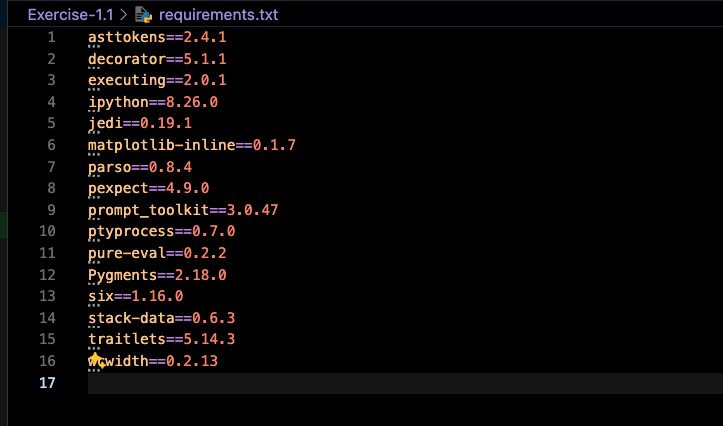 Exercise-1.1 > requirements.txt
1 asttokens==2.4.1
2 decorator==5.1.1
3 executing==2.0.1
4 ipython==8.26.0
5 jedi==0.19.1
6 matplotlib-inline==0.1.7
7 parso==0.8.4
8 pexpect==4.9.0
9 prompt_toolkit==3.0.47
10 ptyprocess==0.7.0
11 pure-eval==0.2.2
12 Pygments==2.18.0
13 six==1.16.0
14 stack-data==0.6.3
15 traitlets==5.14.3
16 wcwidth==0.2.13
17